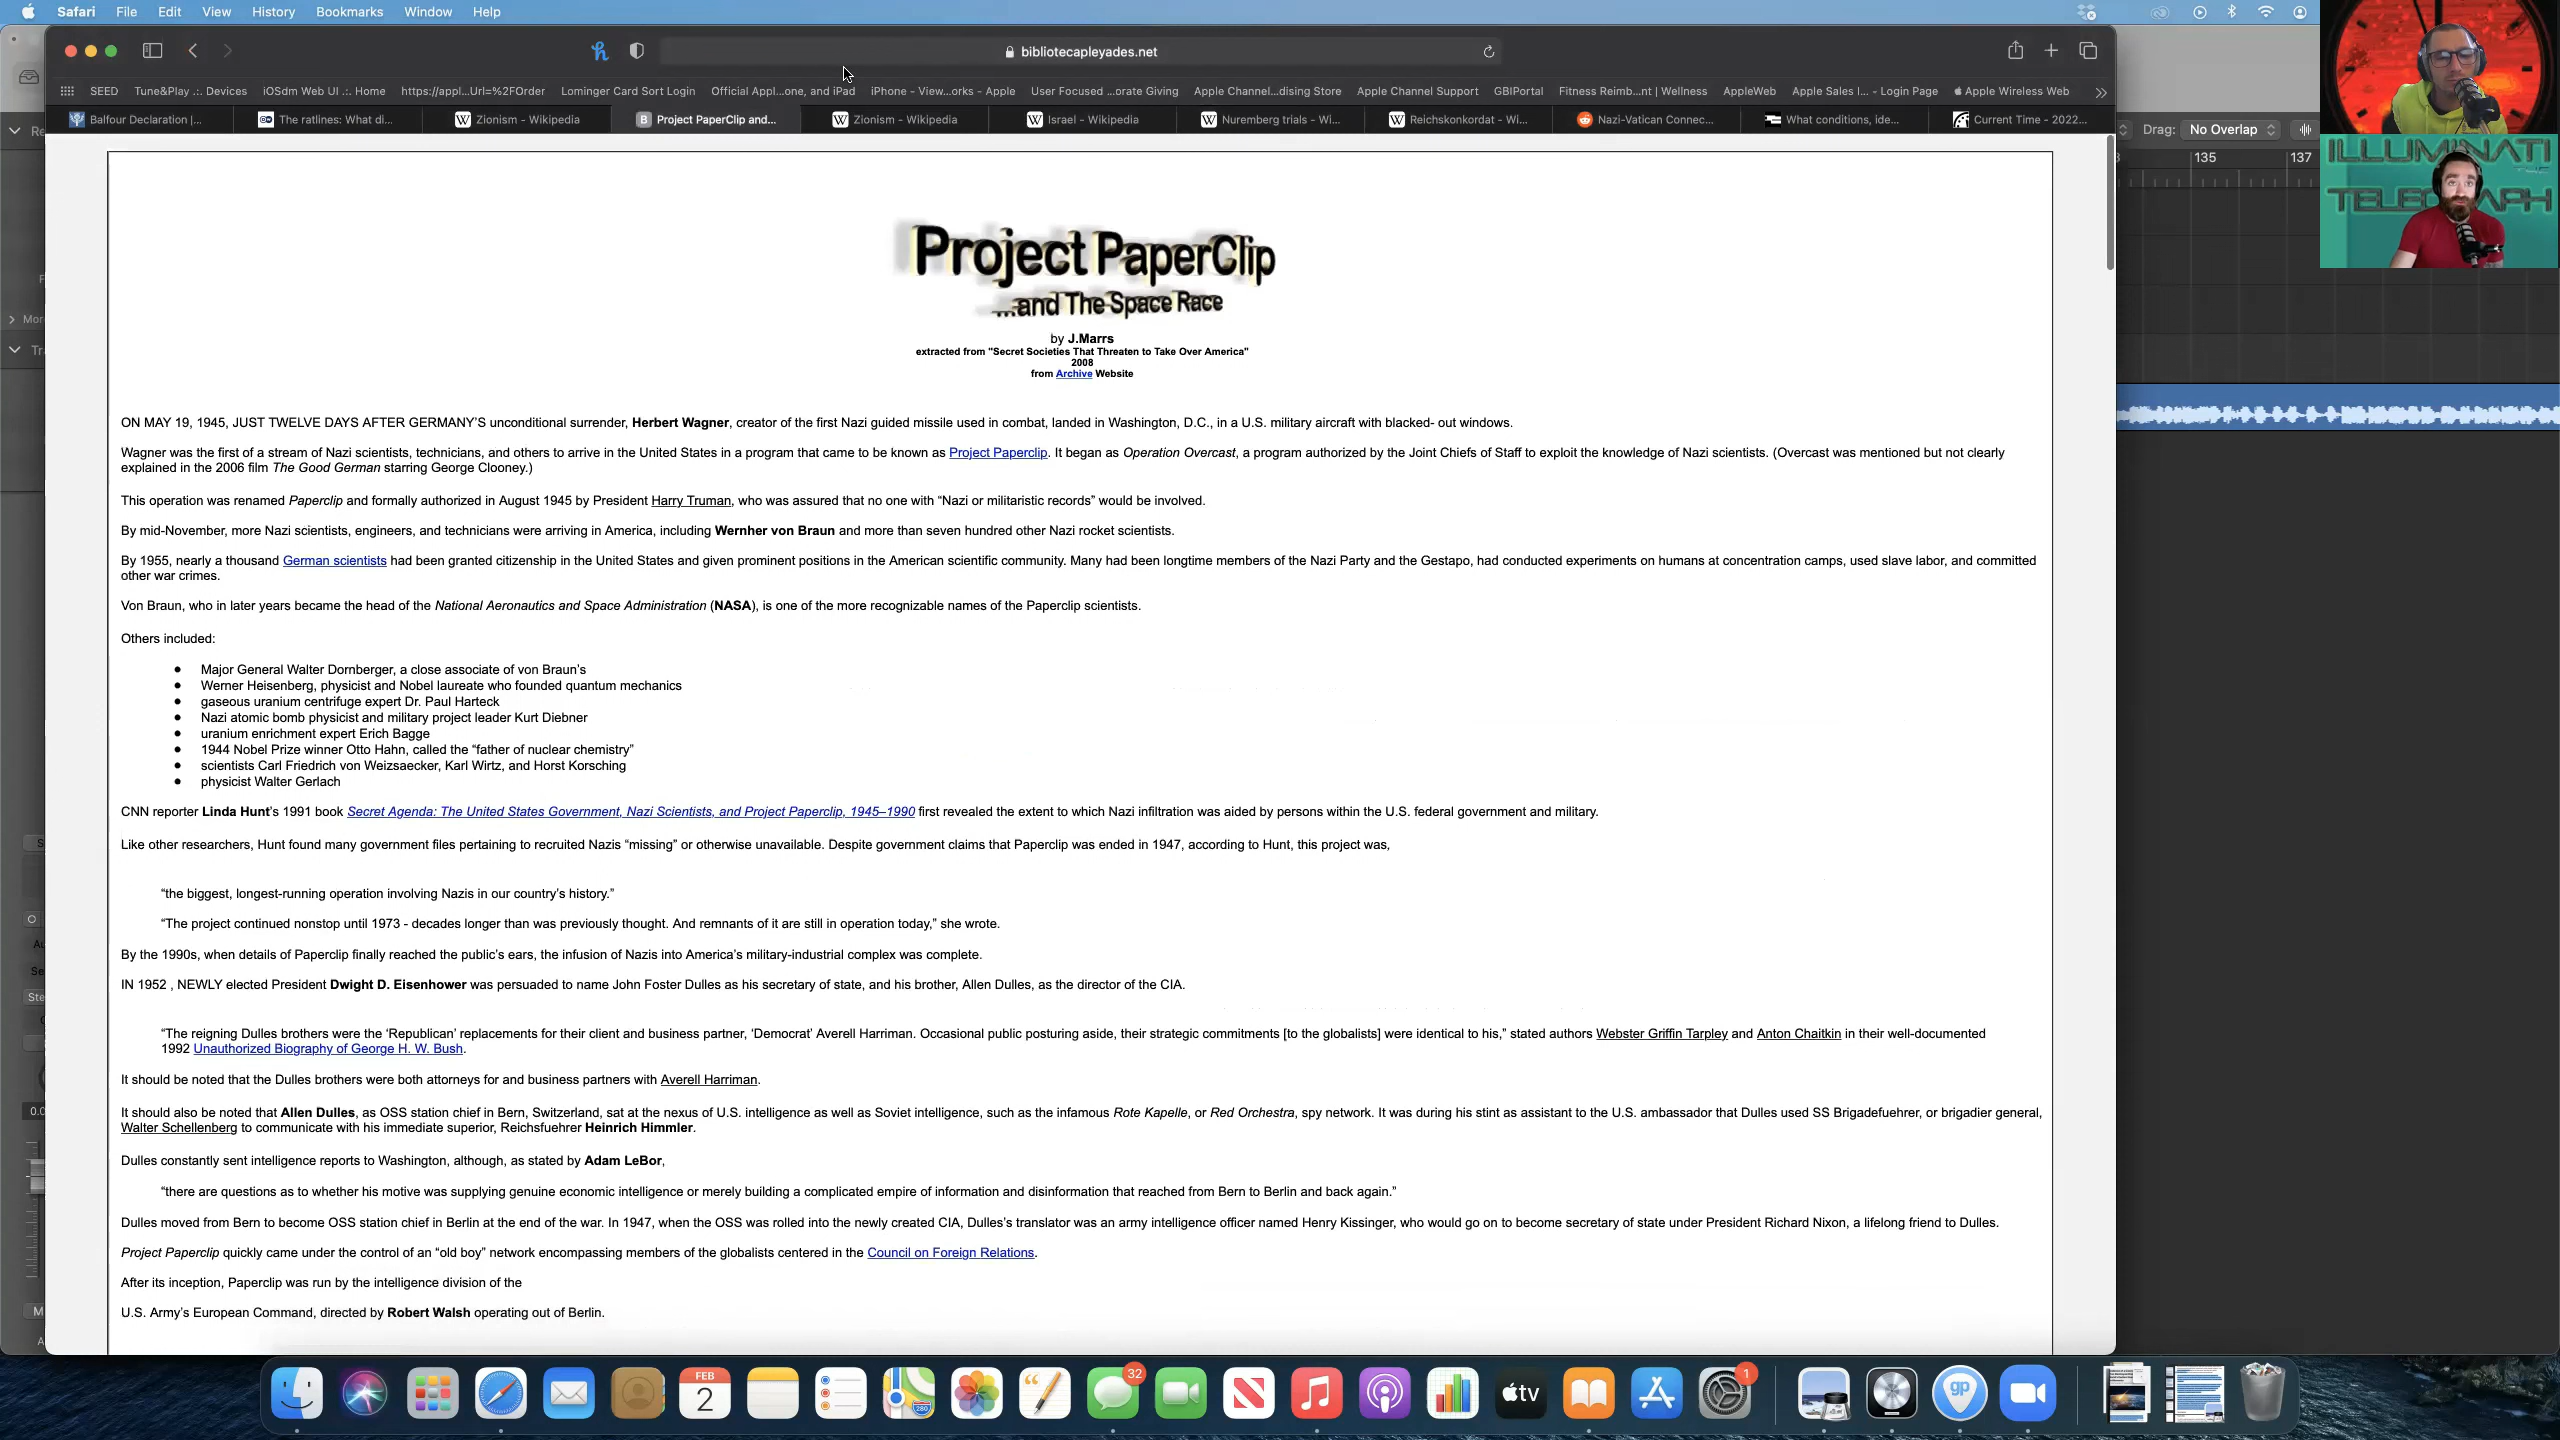 Safari File Edit View History Bookmarks Window Help
bibliotecapleyades.net
SEED Tune&Play .:. Devices iOSdm Web UI .:. Home https://appl...Url=%2FOrder Lominger Card Sort Login Official Appl...one, and iPad iPhone - View...orks - Apple User Focused ...orate Giving Apple Channel...dising Store Apple Channel Support GBIPortal Fitness Reimb...nt | Wellness AppleWeb Apple Sales I... - Login Page Apple Wireless Web
Balfour Declaration |... The ratlines: What di... Zionism - Wikipedia Project PaperClip and... Zionism - Wikipedia Israel - Wikipedia Nuremberg trials - Wi... Reichskonkordat - Wi... Nazi-Vatican Connec... What conditions, ide... Current Time - 2022...
Drag: No Overlap
135 137
ILLUMINATI
TELEGRAPH
Project PaperClip
...and The Space Race
by J.Marrs
extracted from "Secret Societies That Threaten to Take Over America"
2008
from Archive Website
ON MAY 19, 1945, JUST TWELVE DAYS AFTER GERMANY'S unconditional surrender, Herbert Wagner, creator of the first Nazi guided missile used in combat, landed in Washington, D.C., in a U.S. military aircraft with blacked- out windows.
Wagner was the first of a stream of Nazi scientists, technicians, and others to arrive in the United States in a program that came to be known as Project Paperclip. It began as Operation Overcast, a program authorized by the Joint Chiefs of Staff to exploit the knowledge of Nazi scientists. (Overcast was mentioned but not clearly
explained in the 2006 film The Good German starring George Clooney.)
This operation was renamed Paperclip and formally authorized in August 1945 by President Harry Truman, who was assured that no one with “Nazi or militaristic records” would be involved.
By mid-November, more Nazi scientists, engineers, and technicians were arriving in America, including Wernher von Braun and more than seven hundred other Nazi rocket scientists.
By 1955, nearly a thousand German scientists had been granted citizenship in the United States and given prominent positions in the American scientific community. Many had been longtime members of the Nazi Party and the Gestapo, had conducted experiments on humans at concentration camps, used slave labor, and committed
other war crimes.
Von Braun, who in later years became the head of the National Aeronautics and Space Administration (NASA), is one of the more recognizable names of the Paperclip scientists.
Others included:
• Major General Walter Dornberger, a close associate of von Braun's
• Werner Heisenberg, physicist and Nobel laureate who founded quantum mechanics
• gaseous uranium centrifuge expert Dr. Paul Harteck
• Nazi atomic bomb physicist and military project leader Kurt Diebner
• uranium enrichment expert Erich Bagge
• 1944 Nobel Prize winner Otto Hahn, called the “father of nuclear chemistry”
• scientists Carl Friedrich von Weizsaecker, Karl Wirtz, and Horst Korsching
• physicist Walter Gerlach
CNN reporter Linda Hunt's 1991 book Secret Agenda: The United States Government, Nazi Scientists, and Project Paperclip, 1945–1990 first revealed the extent to which Nazi infiltration was aided by persons within the U.S. federal government and military.
Like other researchers, Hunt found many government files pertaining to recruited Nazis “missing” or otherwise unavailable. Despite government claims that Paperclip was ended in 1947, according to Hunt, this project was,
“the biggest, longest-running operation involving Nazis in our country's history.”
“The project continued nonstop until 1973 - decades longer than was previously thought. And remnants of it are still in operation today,” she wrote.
By the 1990s, when details of Paperclip finally reached the public's ears, the infusion of Nazis into America's military-industrial complex was complete.
IN 1952 , NEWLY elected President Dwight D. Eisenhower was persuaded to name John Foster Dulles as his secretary of state, and his brother, Allen Dulles, as the director of the CIA.
“The reigning Dulles brothers were the ‘Republican’ replacements for their client and business partner, ‘Democrat’ Averell Harriman. Occasional public posturing aside, their strategic commitments [to the globalists] were identical to his,” stated authors Webster Griffin Tarpley and Anton Chaitkin in their well-documented
1992 Unauthorized Biography of George H. W. Bush.
It should be noted that the Dulles brothers were both attorneys for and business partners with Averell Harriman.
It should also be noted that Allen Dulles, as OSS station chief in Bern, Switzerland, sat at the nexus of U.S. intelligence as well as Soviet intelligence, such as the infamous Rote Kapelle, or Red Orchestra, spy network. It was during his stint as assistant to the U.S. ambassador that Dulles used SS Brigadefuehrer, or brigadier general,
Walter Schellenberg to communicate with his immediate superior, Reichsfuehrer Heinrich Himmler.
Dulles constantly sent intelligence reports to Washington, although, as stated by Adam LeBor,
“there are questions as to whether his motive was supplying genuine economic intelligence or merely building a complicated empire of information and disinformation that reached from Bern to Berlin and back again.”
Dulles moved from Bern to become OSS station chief in Berlin at the end of the war. In 1947, when the OSS was rolled into the newly created CIA, Dulles's translator was an army intelligence officer named Henry Kissinger, who would go on to become secretary of state under President Richard Nixon, a lifelong friend to Dulles.
Project Paperclip quickly came under the control of an “old boy” network encompassing members of the globalists centered in the Council on Foreign Relations.
After its inception, Paperclip was run by the intelligence division of the
U.S. Army's European Command, directed by Robert Walsh operating out of Berlin.
FEB
2
32
tv
1
gp
280